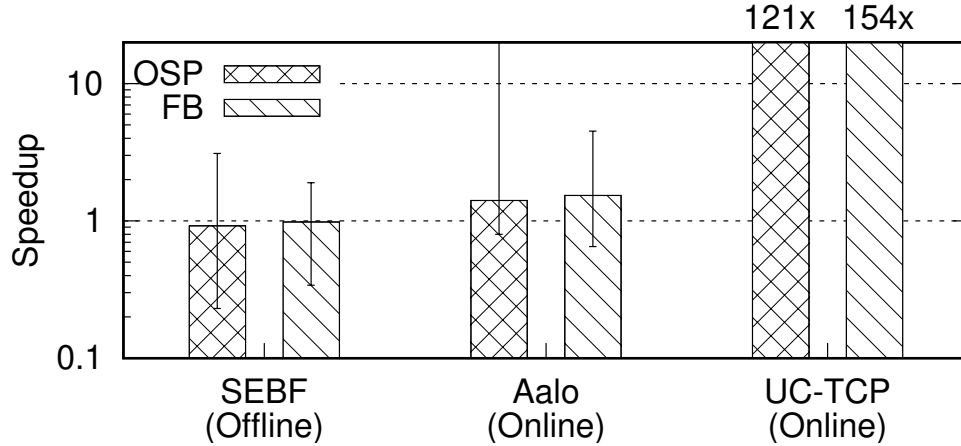 121x 154x
OSP
FB
10
1
0.1
Speedup
SEBF
(Offline)
Aalo
(Online)
UC-TCP
(Online)